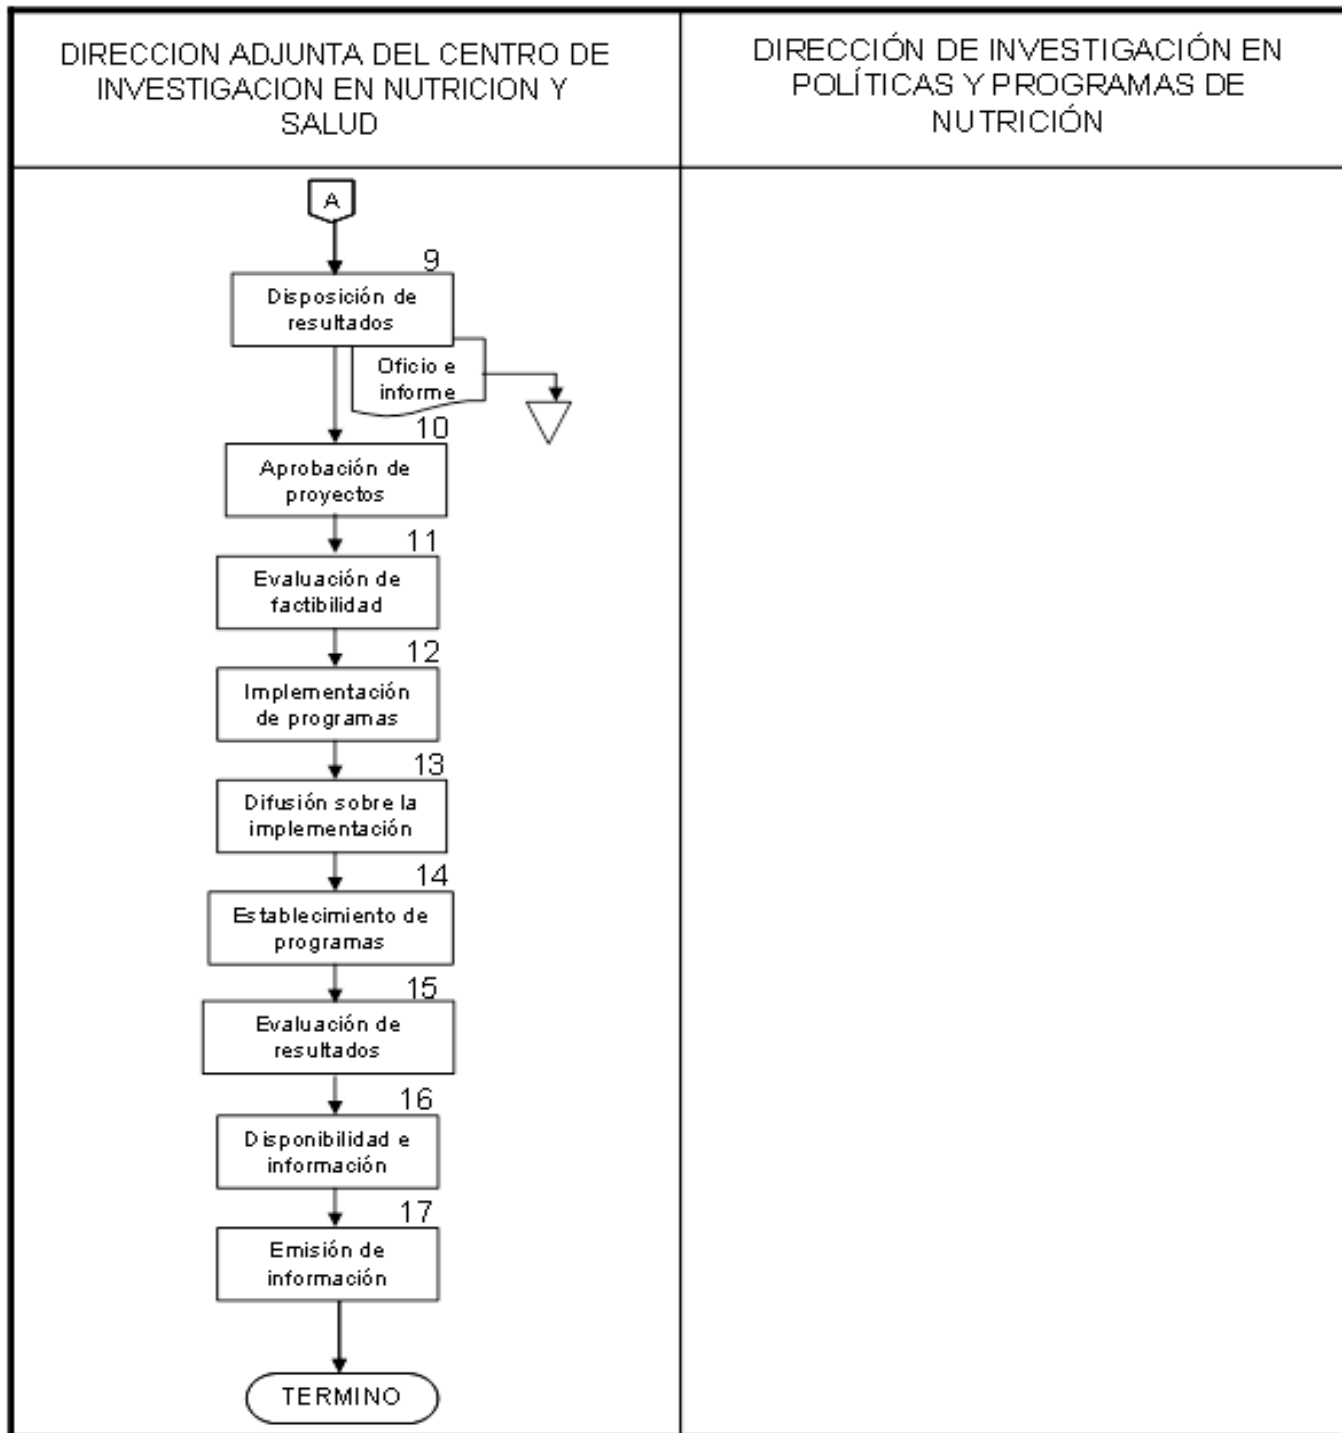 DIRECCION ADJUNTA DEL CENTRO DE
INVESTIGACION EN NUTRICION Y
SALUD
DIRECCIÓN DE INVESTIGACIÓN EN
POLÍTICAS Y PROGRAMAS DE
NUTRICIÓN
A
9
Disposición de
resultados
Oficio e
informe
10
Aprobación de
proyectos
11
Evaluación de
factibilidad
12
Implementación
de programas
13
Difusión sobre la
implementación
14
Establecimiento de
programas
15
Evaluación de
resultados
16
Disponibilidad e
información
17
Emisión de
información
TERMINO